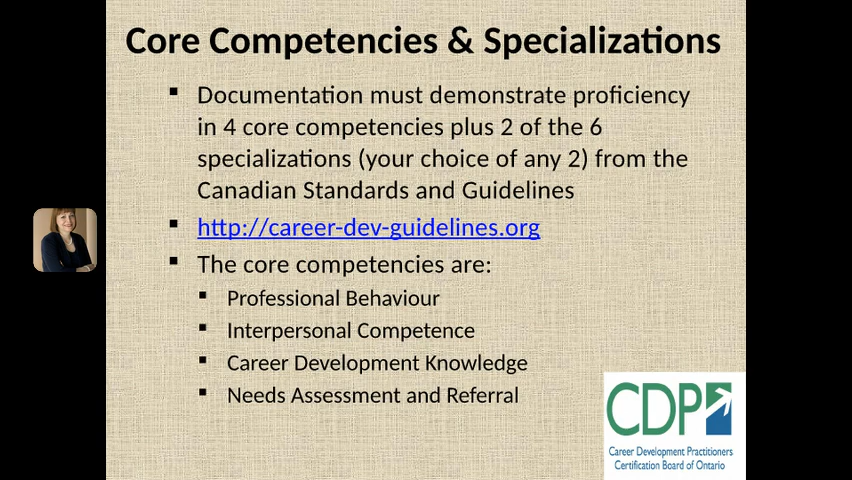 Core Competencies & Specializations
▪ Documentation must demonstrate proficiency
in 4 core competencies plus 2 of the 6
specializations (your choice of any 2) from the
Canadian Standards and Guidelines
▪ http://career-dev-guidelines.org
▪ The core competencies are:
▪ Professional Behaviour
▪ Interpersonal Competence
▪ Career Development Knowledge
▪ Needs Assessment and Referral
CDP
Career Development Practitioners
Certification Board of Ontario